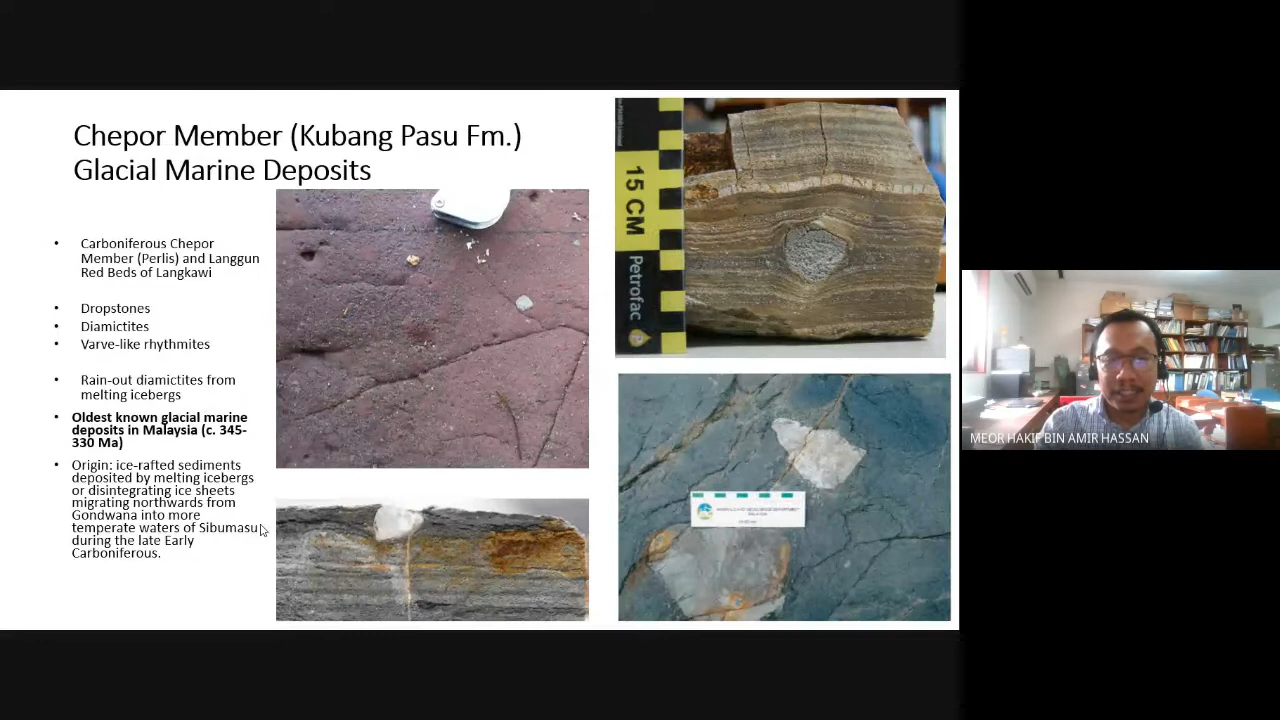 Chepor Member (Kubang Pasu Fm.)
Glacial Marine Deposits
• Carboniferous Chepor
Member (Perlis) and Langgun
Red Beds of Langkawi
• Dropstones
• Diamictites
• Varve-like rhythmites
• Rain-out diamictites from
melting icebergs
• Oldest known glacial marine
deposits in Malaysia (c. 345-
330 Ma)
• Origin: ice-rafted sediments
deposited by melting icebergs
or disintegrating ice sheets
migrating northwards from
Gondwana into more
temperate waters of Sibumasu
during the late Early
Carboniferous.
15 CM
Petrofac
MEOR HAKIF BIN AMIR HASSAN